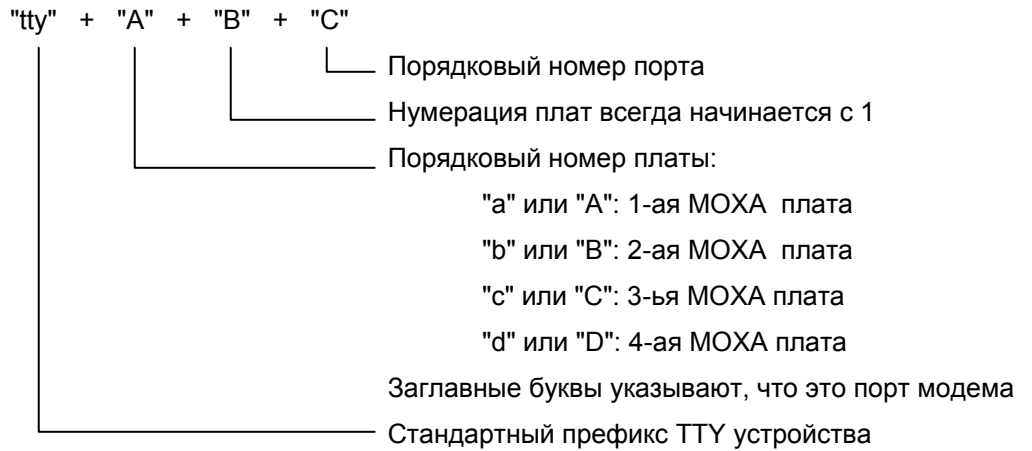 "tty" + "A" + "B" + "C"
Порядковый номер порта
Нумерация плат всегда начинается с 1
Порядковый номер платы:
"a" или "A": 1-ая MOXA плата
"b" или "B": 2-ая MOXA плата
"c" или "C": 3-ья MOXA плата
"d" или "D": 4-ая MOXA плата
Заглавные буквы указывают, что это порт модема
Стандартный префикс TTY устройства